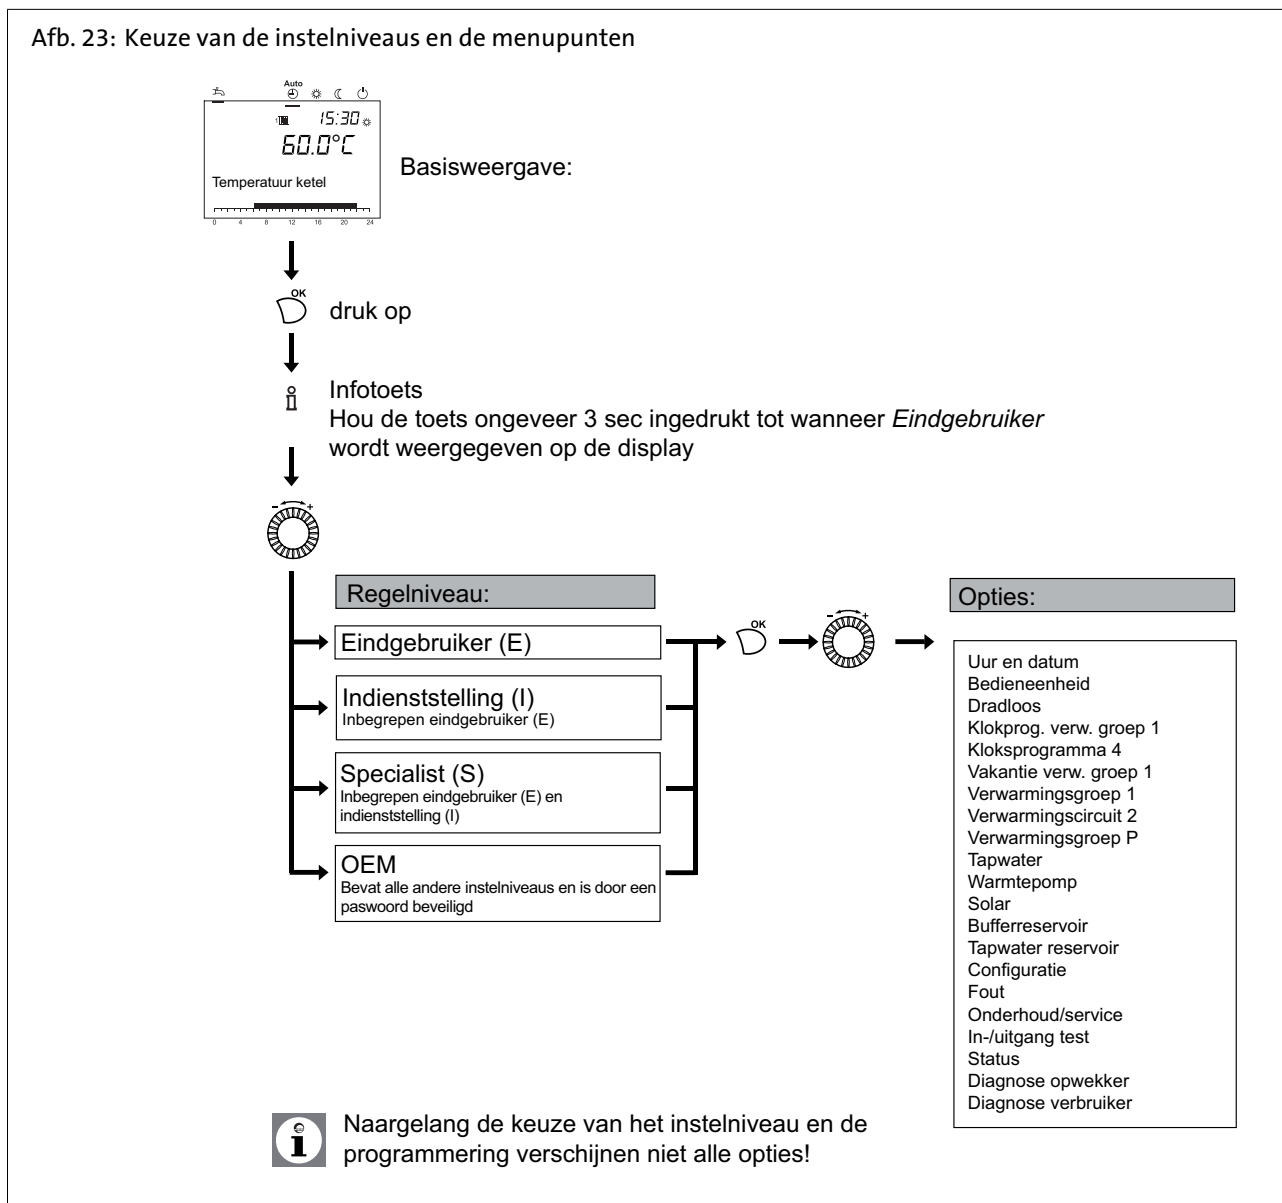 Afb. 23: Keuze van de instelniveaus en de menupunten
Auto
15:30
60.0°C
Temperatuur ketel
0 4 8 12 16 20 24
Basisweergave:
OK
druk op
Infotoets
Hou de toets ongeveer 3 sec ingedrukt tot wanneer Eindgebruiker
wordt weergegeven op de display
- +
Regelniveau:
Eindgebruiker (E)
Indienststelling (I)
Inbegrepen eindgebruiker (E)
Specialist (S)
Inbegrepen eindgebruiker (E) en
indienststelling (I)
OEM
Bevat alle andere instelniveaus en is door een
paswoord beveiligd
OK
- +
Opties:
Uur en datum
Bedieneenheid
Dradloos
Klokprog. verw. groep 1
Kloksprogramma 4
Vakantie verw. groep 1
Verwarmingsgroep 1
Verwarmingscircuit 2
Verwarmingsgroep P
Tapwater
Warmtepomp
Solar
Bufferreservoir
Tapwater reservoir
Configuratie
Fout
Onderhoud/service
In-/uitgang test
Status
Diagnose opwekker
Diagnose verbruiker
Naargelang de keuze van het instelniveau en de
programmering verschijnen niet alle opties!